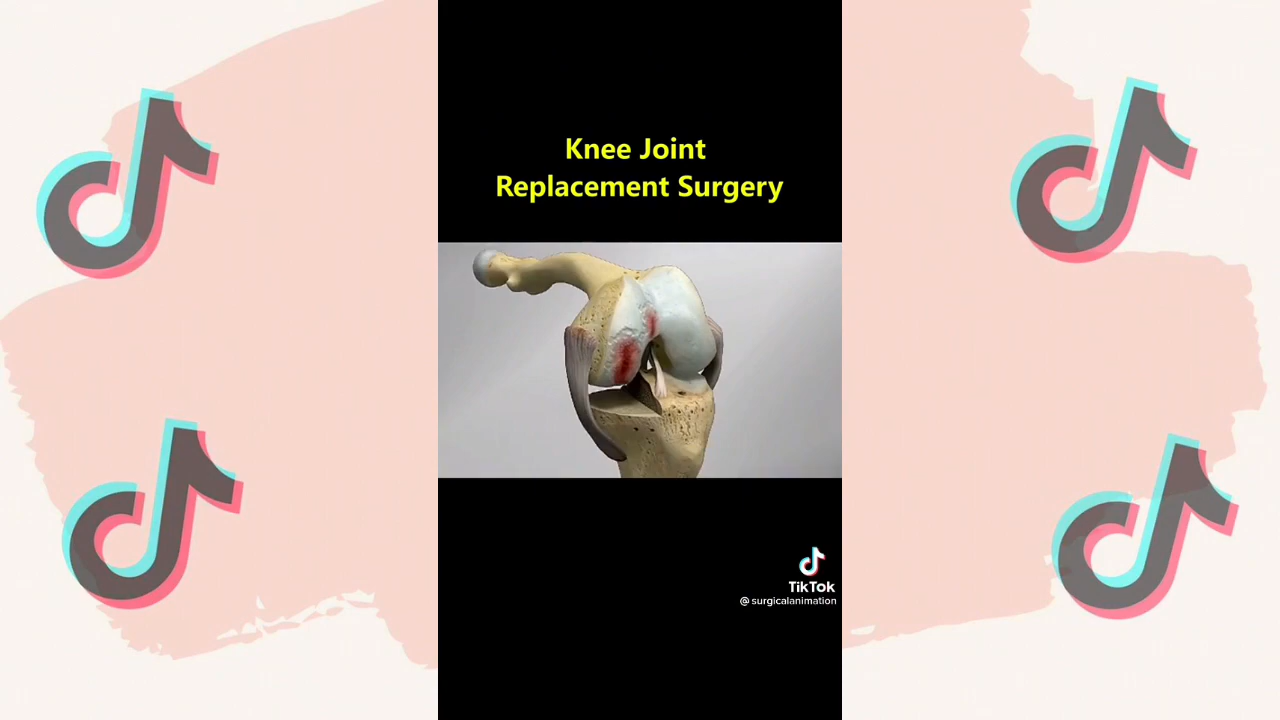 Knee Joint
Replacement Surgery
TikTok
@ surgicalanimation